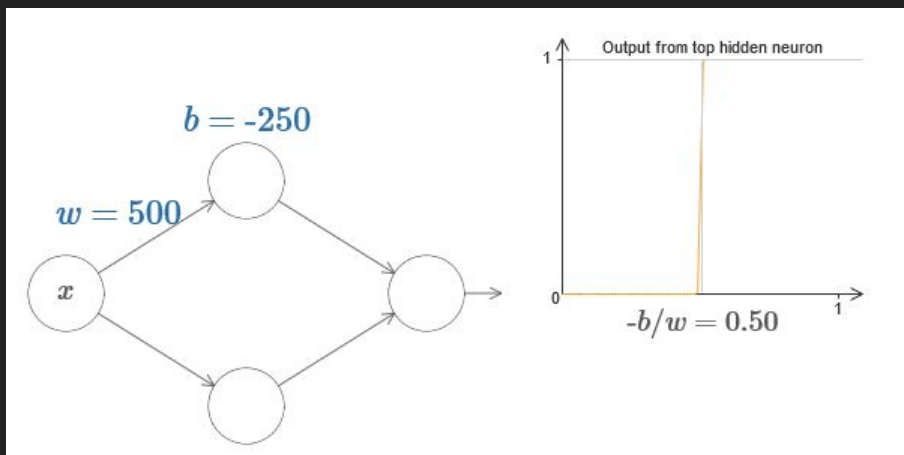 b = -250
w = 500
x
Output from top hidden neuron
1
0
1
-b/w = 0.50